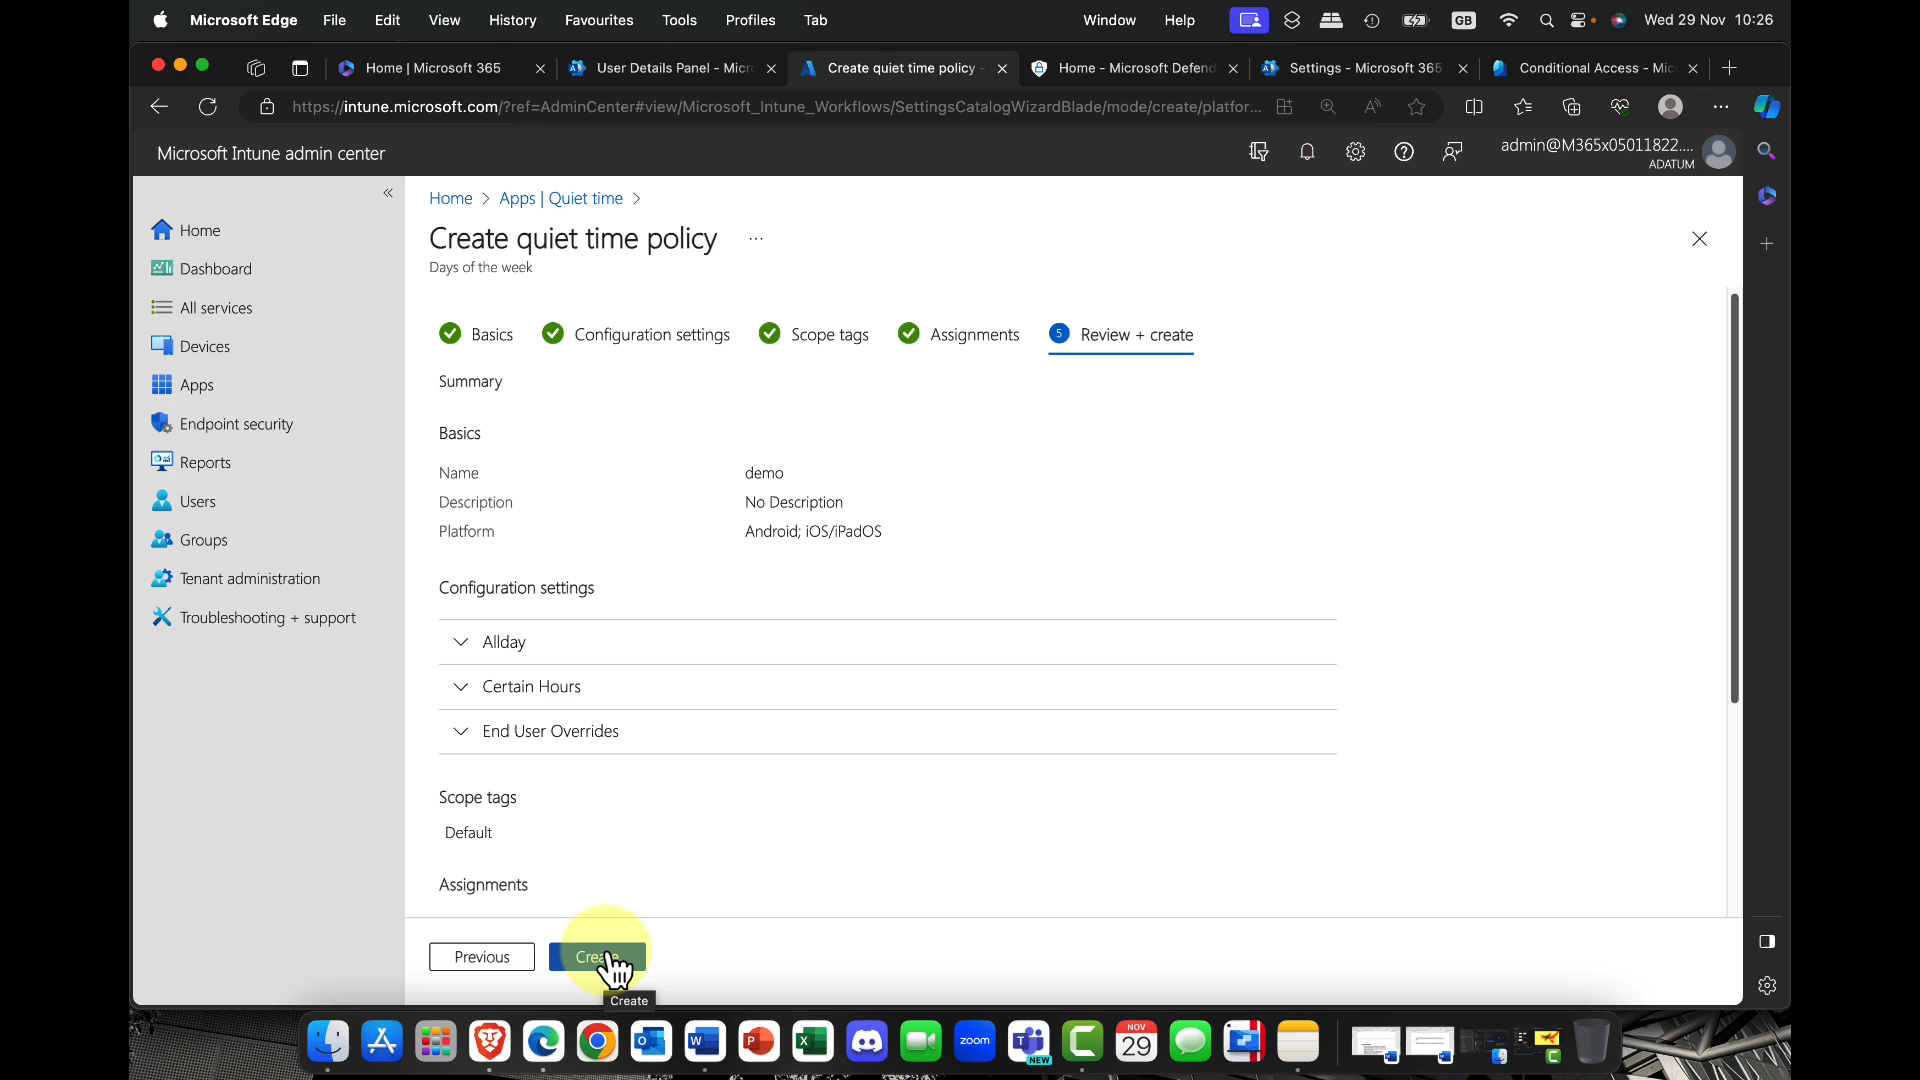 Microsoft Edge File Edit View History Favourites Tools Profiles Tab Window Help GB Wed 29 Nov 10:26
Home | Microsoft 365
User Details Panel - Micr
Create quiet time policy -
Home - Microsoft Defend
Settings - Microsoft 365
Conditional Access - Mic
https://intune.microsoft.com/?ref=AdminCenter#view/Microsoft_Intune_Workflows/SettingsCatalogWizardBlade/mode/create/platfor...
Microsoft Intune admin center
admin@M365x05011822....
ADATUM
Home
Dashboard
All services
Devices
Apps
Endpoint security
Reports
Users
Groups
Tenant administration
Troubleshooting + support
Home > Apps | Quiet time >
Create quiet time policy ...
Days of the week
Basics
Configuration settings
Scope tags
Assignments
5 Review + create
Summary
Basics
Name demo
Description No Description
Platform Android; iOS/iPadOS
Configuration settings
Allday
Certain Hours
End User Overrides
Scope tags
Default
Assignments
Previous
Create
Create
zoom
NEW
NOV
29